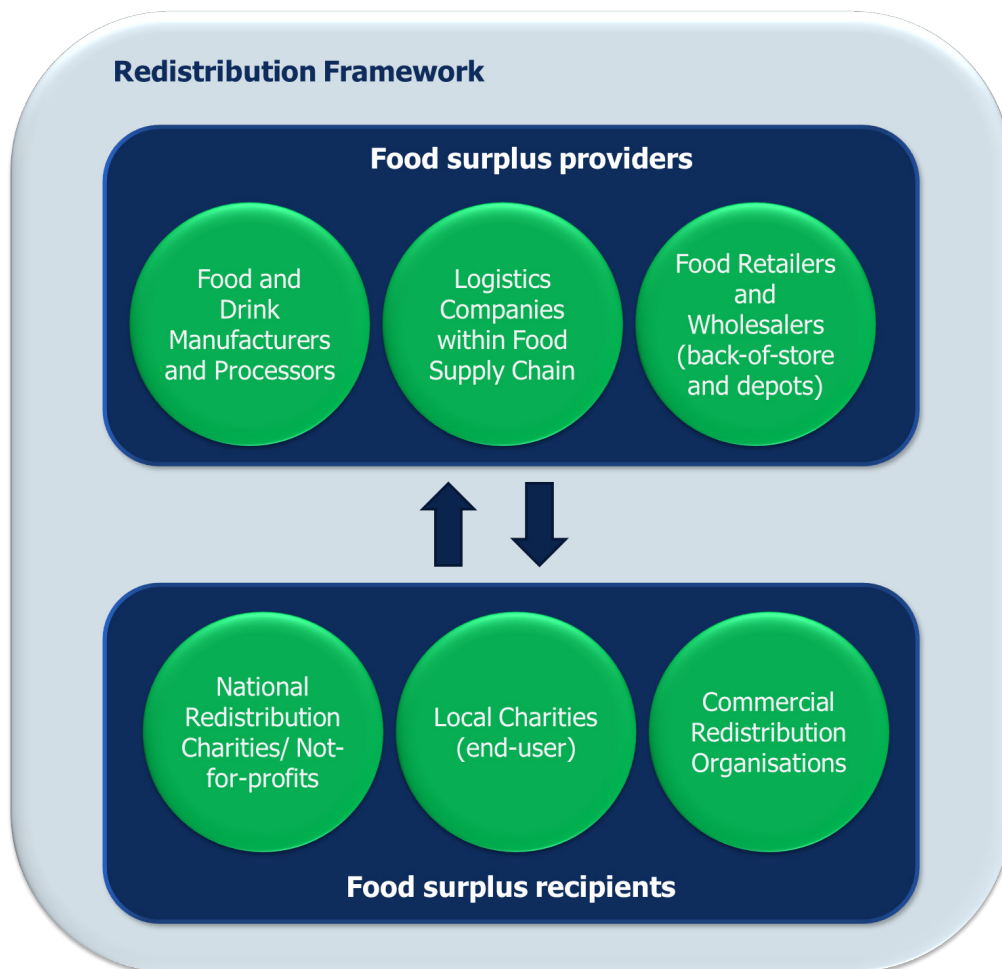 Redistribution Framework
Food surplus providers
Food and
Drink
Manufacturers
and Processors
Logistics
Companies
within Food
Supply Chain
Food Retailers
and
Wholesalers
(back-of-store
and depots)
National
Redistribution
Charities/ Not-
for-profits
Local Charities
(end-user)
Commercial
Redistribution
Organisations
Food surplus recipients